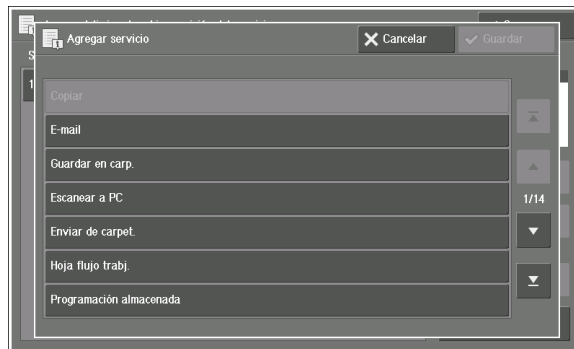 Agregar servicio
Cancelar
Guardar
Copiar
E-mail
Guardar en carp.
Escanear a PC
1/14
Enviar de carpet.
Hoja flujo trabj.
Programación almacenada